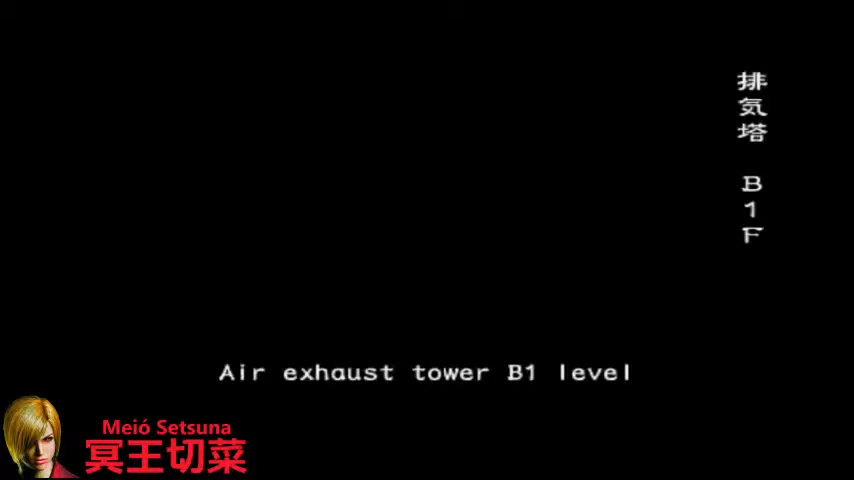 排気塔 B1F
Air exhaust tower B1 level
Meió Setsuna
冥王切菜